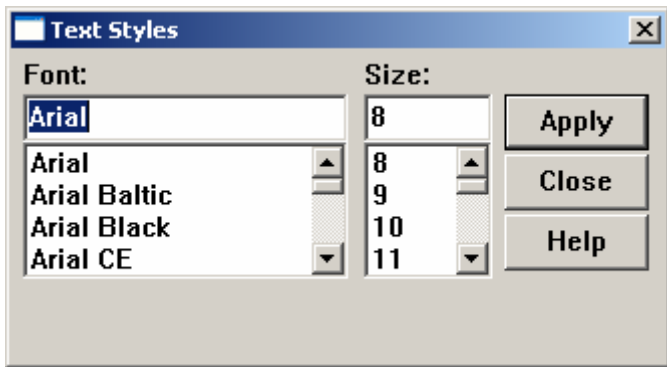 Text Styles
Font:
Size:
Arial
8
Apply
Arial
Arial Baltic
Arial Black
Arial CE
8
9
10
11
Close
Help